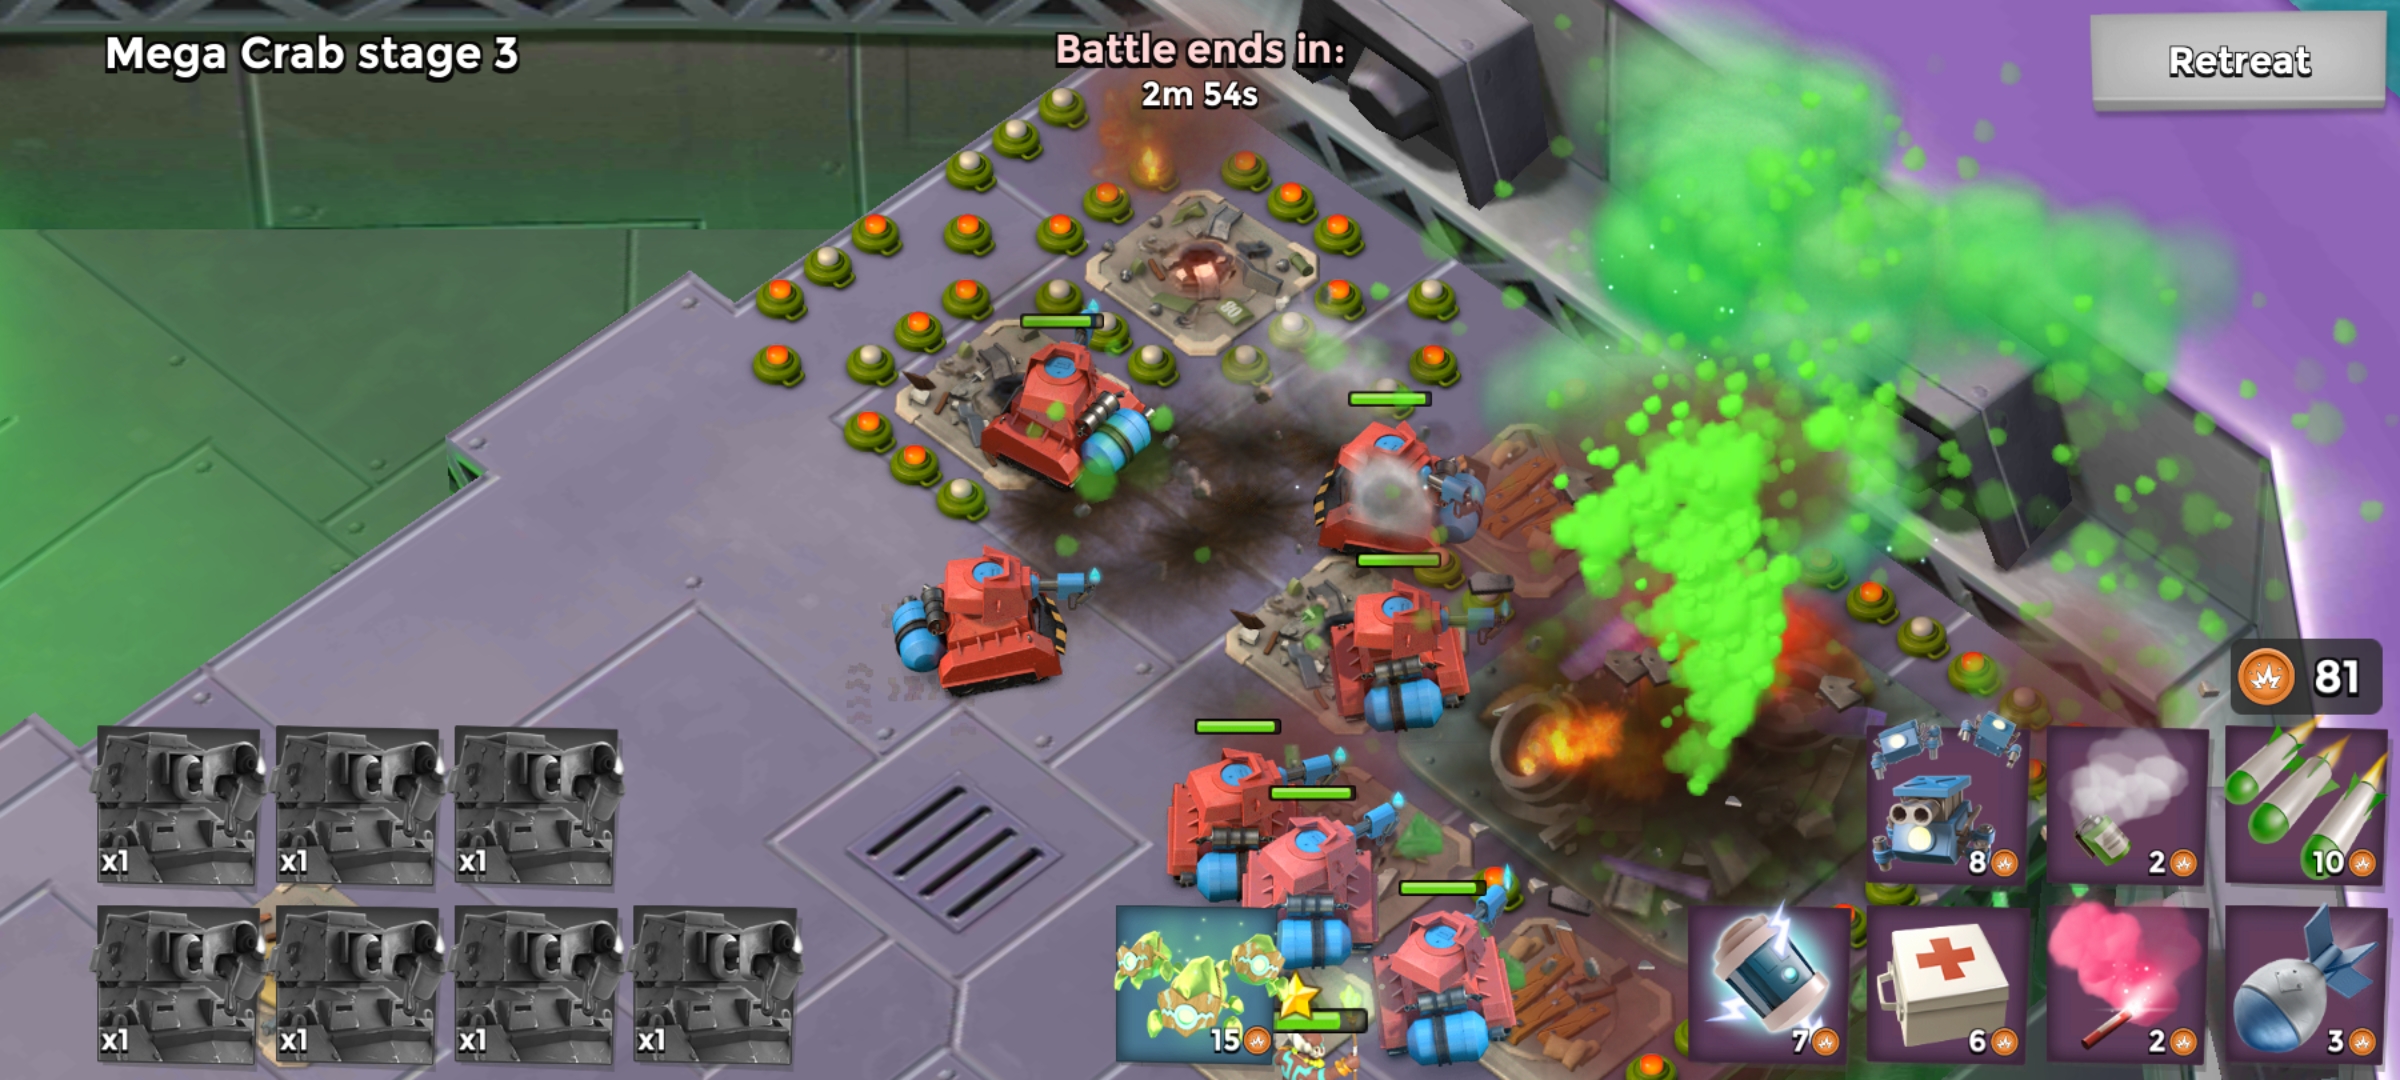 Mega Crab stage 3
Battle ends in:
2m 54s
Retreat
81
x1
x1
x1
8
2
10
x1
x1
x1
x1
15
7
6
2
3